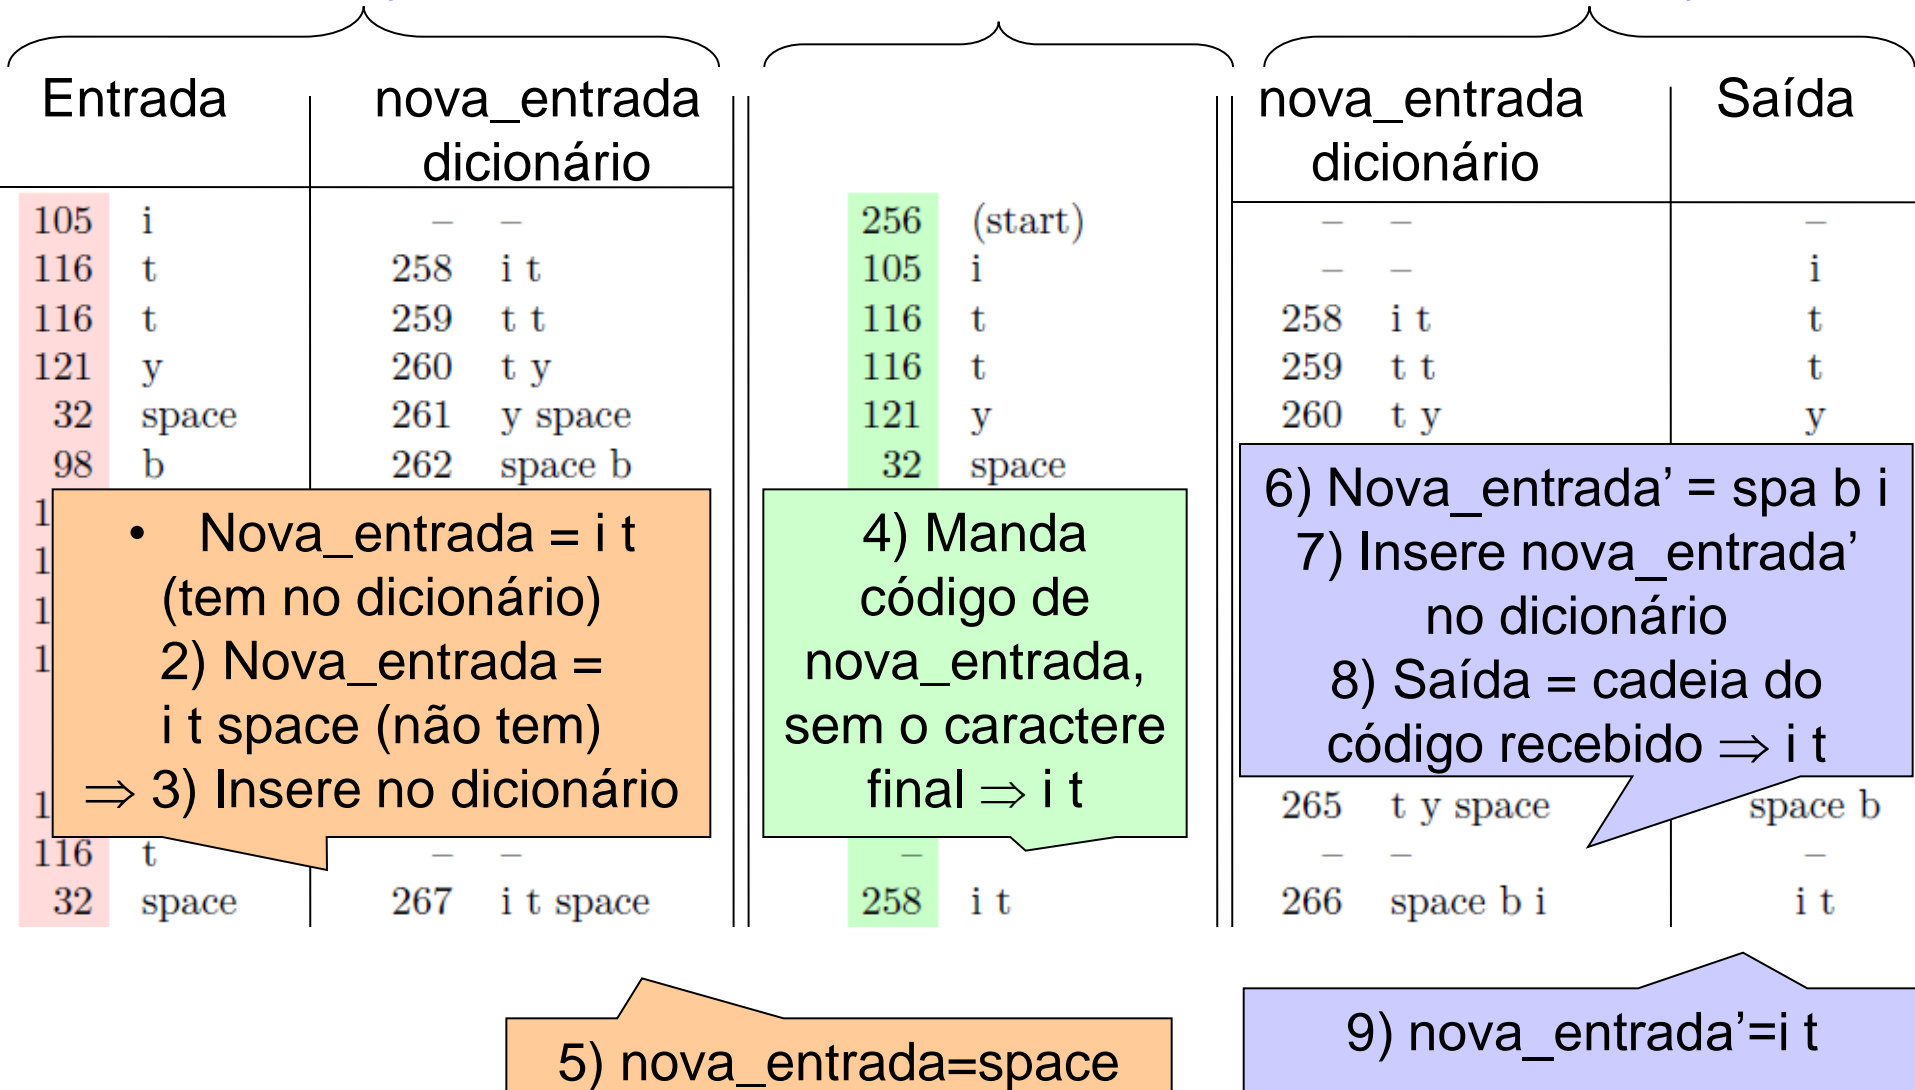 Entrada nova_entrada nova_entrada Saída
dicionário dicionário
105 i – – 256 (start) – – –
116 t 258 i t 105 i – – i
116 t 259 t t 116 t 258 i t t
121 y 260 t y 116 t 259 t t t
32 space 261 y space 121 y 260 t y y
98 b 262 space b 32 space
• Nova_entrada = i t
(tem no dicionário)
2) Nova_entrada =
i t space (não tem)
⇒ 3) Insere no dicionário
4) Manda
código de
nova_entrada,
sem o caractere
final ⇒ i t
6) Nova_entrada’ = spa b i
7) Insere nova_entrada’
no dicionário
8) Saída = cadeia do
código recebido ⇒ i t
265 t y space space b
116 t – – – – – –
32 space 267 i t space 258 i t 266 space b i i t
5) nova_entrada=space
9) nova_entrada’=i t